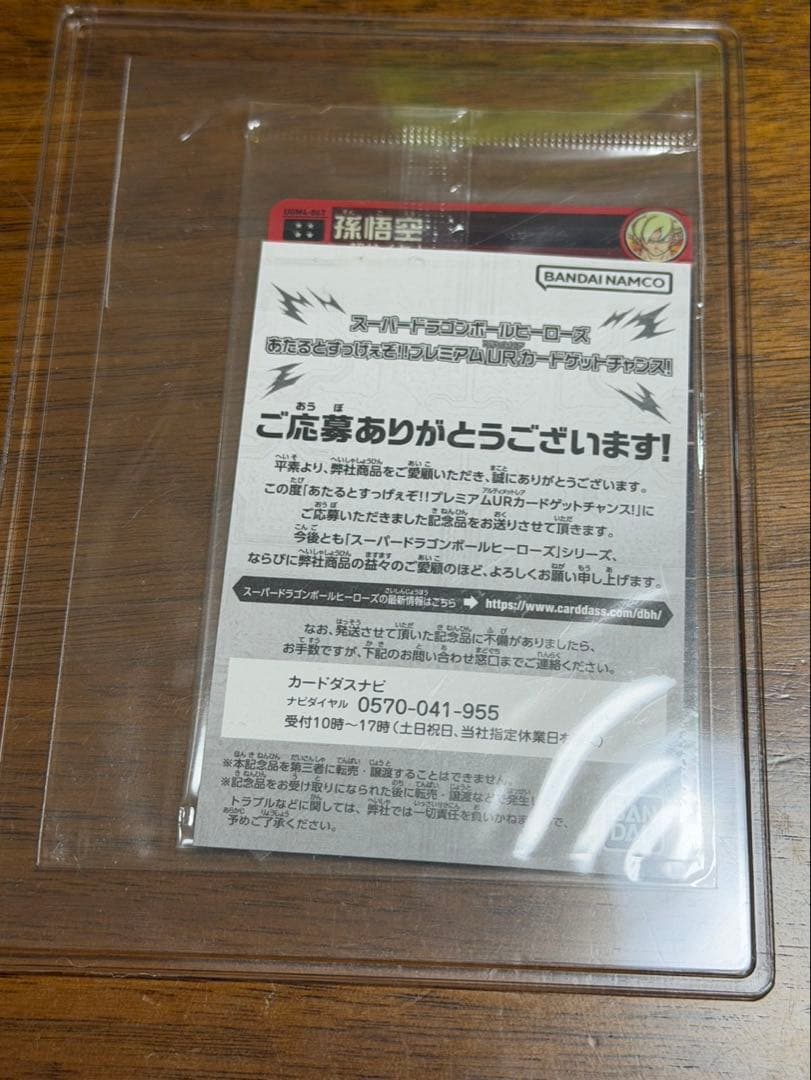 UGM4-062
孫悟空
BANDAI NAMCO
スーパードラゴンボールヒーローズ
あたるとすっげぇぞ!!プレミアムURカードゲットチャンス!
ご応募ありがとうございます!
平素より、弊社商品をご愛顧いただき、誠にありがとうございます。
この度「あたるとすっげぇぞ!!プレミアムURカードゲットチャンス!」に
ご応募いただきました記念品をお送りさせて頂きます。
今後とも「スーパードラゴンボールヒーローズ」シリーズ、
ならびに弊社商品の益々のご愛顧のほど、よろしくお願い申し上げます。
スーパードラゴンボールヒーローズの最新情報はこちら ➡ https://www.carddass.com/dbh/
なお、発送させて頂いた記念品に不備がありましたら、
お手数ですが、下記のお問い合わせ窓口までご連絡ください。
カードダスナビ
ナビダイヤル 0570-041-955
受付10時~17時(土日祝日、当社指定休業日を)
※本記念品を第三者に転売・譲渡することはできません。
※記念品をお受け取りになられた後に転売・譲渡などで発生
トラブルなどに関しては、弊社では一切責任を負いかねますので、
予めご了承ください。
BANDAI